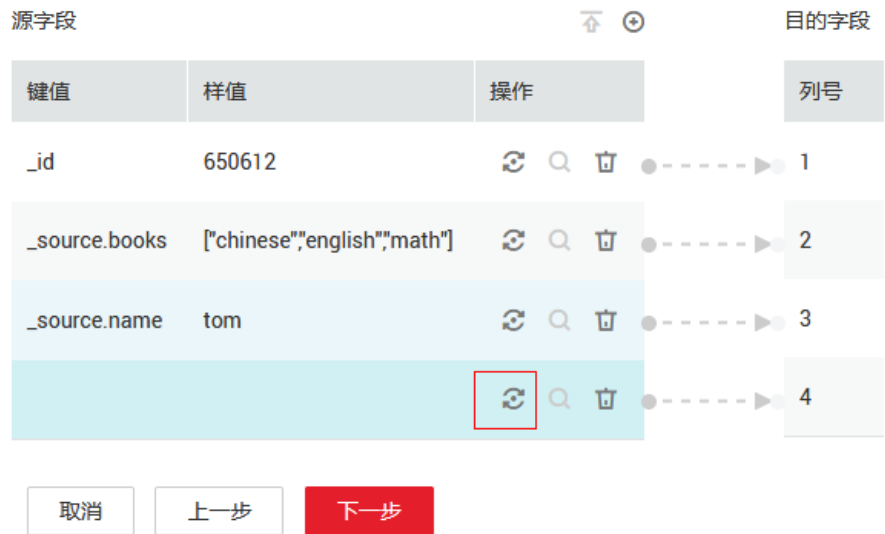 源字段 目的字段
键值 样值 操作 列号
_id 650612 1
_source.books ["chinese","english","math"] 2
_source.name tom 3
4
取消 上一步 下一步